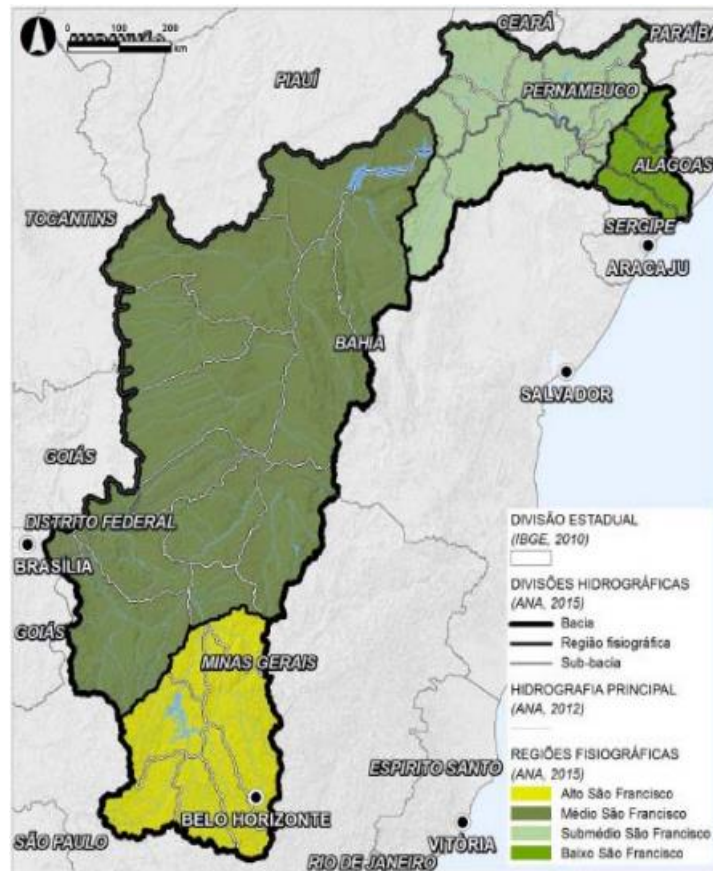 CEARÁ
PARAÍBA
0 100 200
km
PIAUÍ
PERNAMBUCO
ALAGOAS
TOCANTINS
SERGIPE
ARACAJU
BAHIA
SALVADOR
GOIÁS
DISTRITO FEDERAL
BRASÍLIA
GOIÁS
MINAS GERAIS
ESPIRITO SANTO
BELO HORIZONTE
SÃO PAULO
VITÓRIA
RIO DE JANEIRO
DIVISÃO ESTADUAL
(IBGE, 2010)
DIVISÕES HIDROGRÁFICAS
(ANA, 2015)
Bacia
Região fisiográfica
Sub-bacia
HIDROGRAFIA PRINCIPAL
(ANA, 2012)
REGIÕES FISIOGRÁFICAS
(ANA, 2015)
Alto São Francisco
Médio São Francisco
Submédio São Francisco
Baixo São Francisco